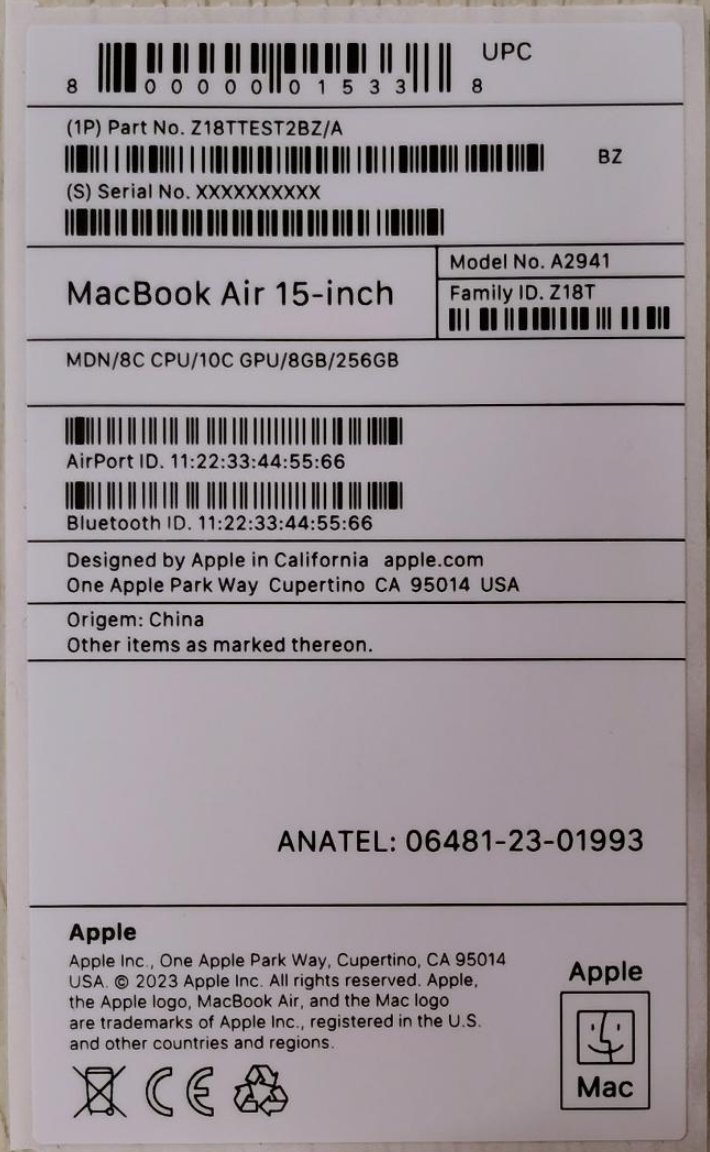 UPC
8 00000 01533 8
(1P) Part No. Z18TTEST2BZ/A
BZ
(S) Serial No. XXXXXXXXXX
MacBook Air 15-inch
Model No. A2941
Family ID. Z18T
MDN/8C CPU/10C GPU/8GB/256GB
AirPort ID. 11:22:33:44:55:66
Bluetooth ID. 11:22:33:44:55:66
Designed by Apple in California apple.com
One Apple Park Way Cupertino CA 95014 USA
Origem: China
Other items as marked thereon.
ANATEL: 06481-23-01993
Apple
Apple Inc., One Apple Park Way, Cupertino, CA 95014
USA. © 2023 Apple Inc. All rights reserved. Apple,
the Apple logo, MacBook Air, and the Mac logo
are trademarks of Apple Inc., registered in the U.S.
and other countries and regions.
CE
Apple
Mac